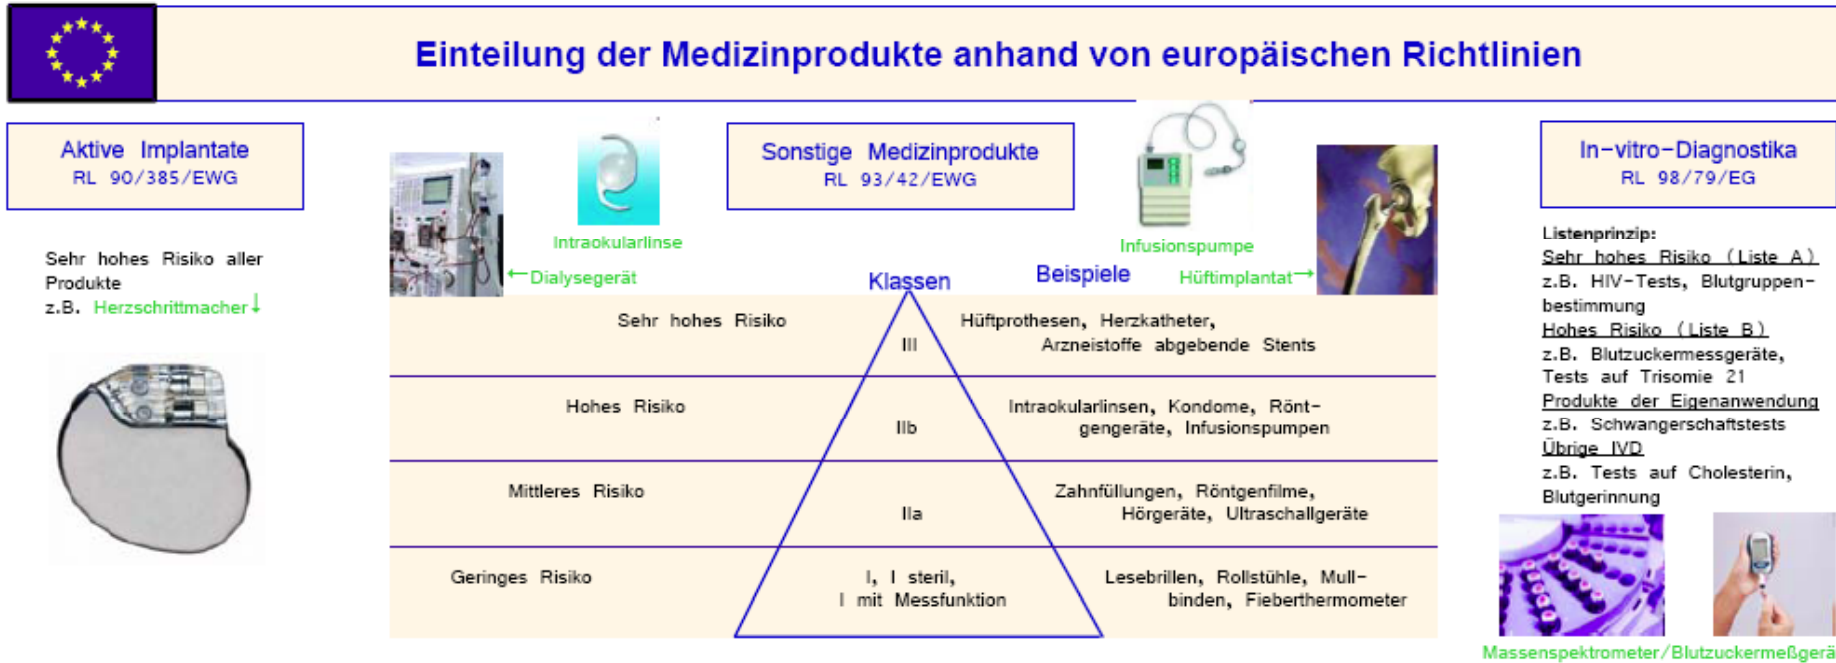 Einteilung der Medizinprodukte anhand von europäischen Richtlinien
Aktive Implantate
RL 90/385/EWG
Sehr hohes Risiko aller
Produkte
z.B. Herzschrittmacher↓
Sonstige Medizinprodukte
RL 93/42/EWG
Intraokularlinse
←Dialysegerät
Infusionspumpe
Hüftimplantat→
Klassen
Beispiele
Sehr hohes Risiko
III
Hüftprothesen, Herzkatheter,
Arzneistoffe abgebende Stents
Hohes Risiko
IIb
Intraokularlinsen, Kondome, Rönt-
gengeräte, Infusionspumpen
Mittleres Risiko
IIa
Zahnfüllungen, Röntgenfilme,
Hörgeräte, Ultraschallgeräte
Geringes Risiko
I, I steril,
I mit Messfunktion
Lesebrillen, Rollstühle, Mull-
binden, Fieberthermometer
In-vitro-Diagnostika
RL 98/79/EG
Listenprinzip:
Sehr hohes Risiko (Liste A)
z.B. HIV-Tests, Blutgruppen-
bestimmung
Hohes Risiko (Liste B)
z.B. Blutzuckermessgeräte,
Tests auf Trisomie 21
Produkte der Eigenanwendung
z.B. Schwangerschaftstests
Übrige IVD
z.B. Tests auf Cholesterin,
Blutgerinnung
Massenspektrometer/Blutzuckermeßgerä